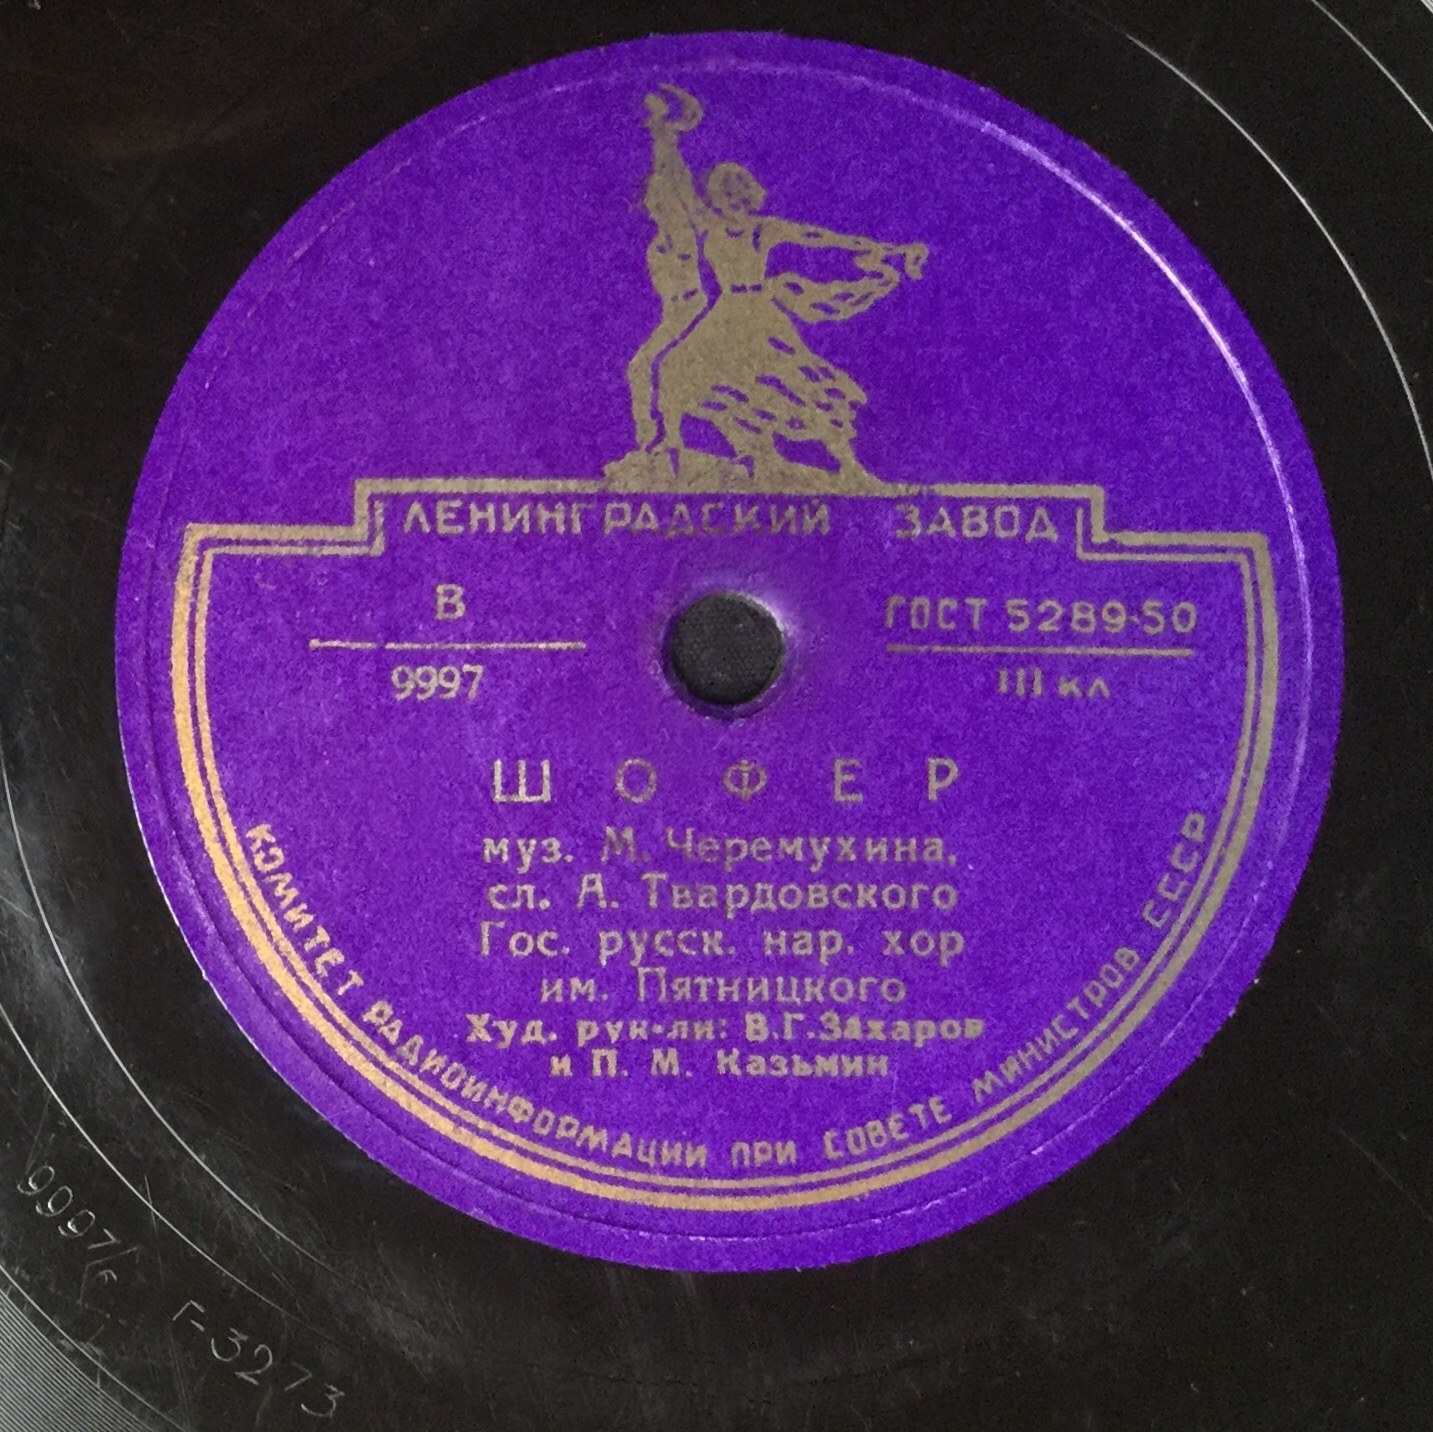 ЛЕНИНГРАДСКИЙ ЗАВОД
В
9997
ГОСТ 5289-50
III кл
ШОФЕР
муз. М. Черемухина,
сл. А. Твардовского
Гос. русск. нар. хор
им. Пятницкого
Худ. рук-ли: В.Г.Захаров
и П. М. Казьмин
КОМИТЕТ РАДИОИНФОРМАЦИИ ПРИ СОВЕТЕ МИНИСТРОВ СССР
9997/6
Г-3273